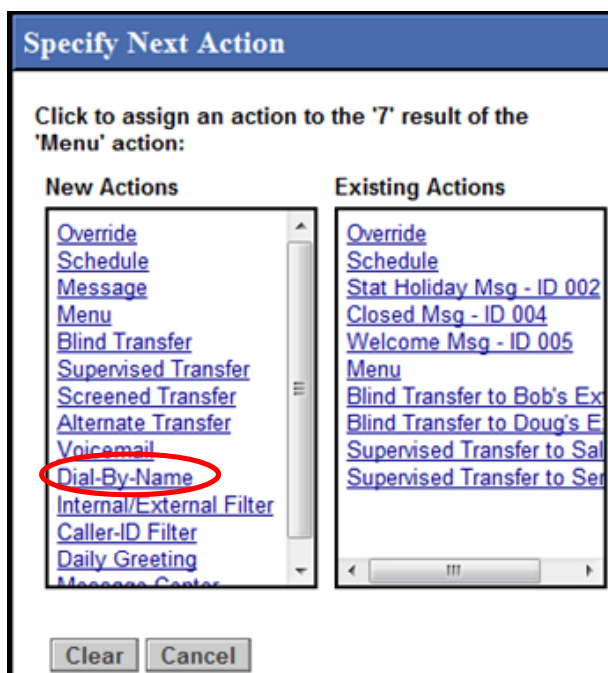 Specify Next Action
Click to assign an action to the '7' result of the
'Menu' action:
New Actions
Override
Schedule
Message
Menu
Blind Transfer
Supervised Transfer
Screened Transfer
Alternate Transfer
Voicemail
Dial-By-Name
Internal/External Filter
Caller-ID Filter
Daily Greeting
Message Center
Existing Actions
Override
Schedule
Stat Holiday Msg - ID 002
Closed Msg - ID 004
Welcome Msg - ID 005
Menu
Blind Transfer to Bob's Ex
Blind Transfer to Doug's E
Supervised Transfer to Sal
Supervised Transfer to Ser
Clear Cancel